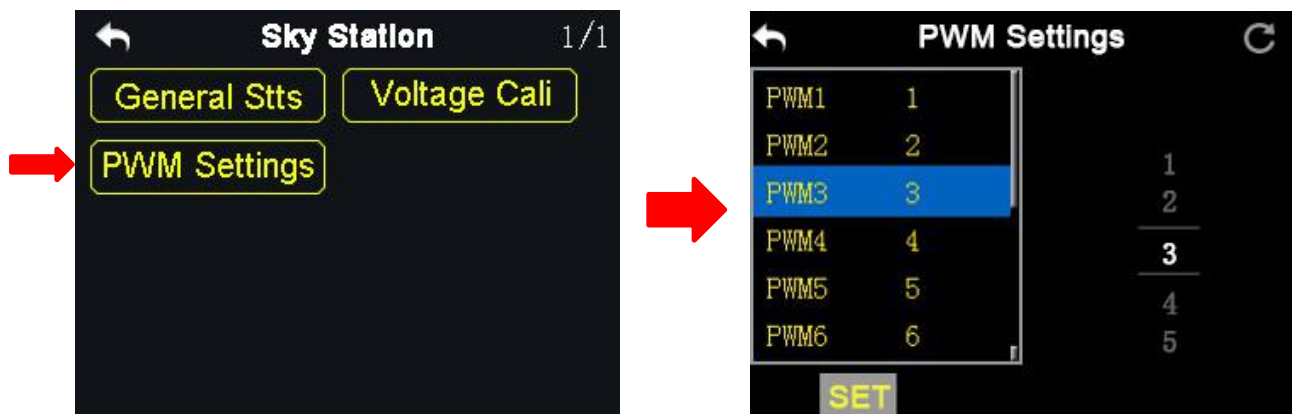 Sky Station 1/1
General Stts Voltage Cali
PWM Settings
PWM Settings
PWM1 1
PWM2 2
PWM3 3
PWM4 4
PWM5 5
PWM6 6
1
2
3
4
5
SET